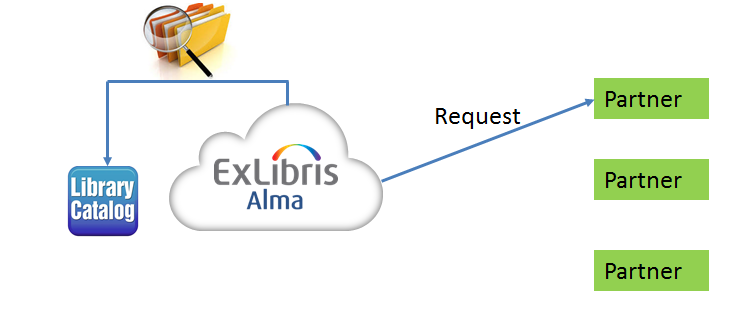 Library
Catalog
ExLibris
Alma
Request
Partner
Partner
Partner